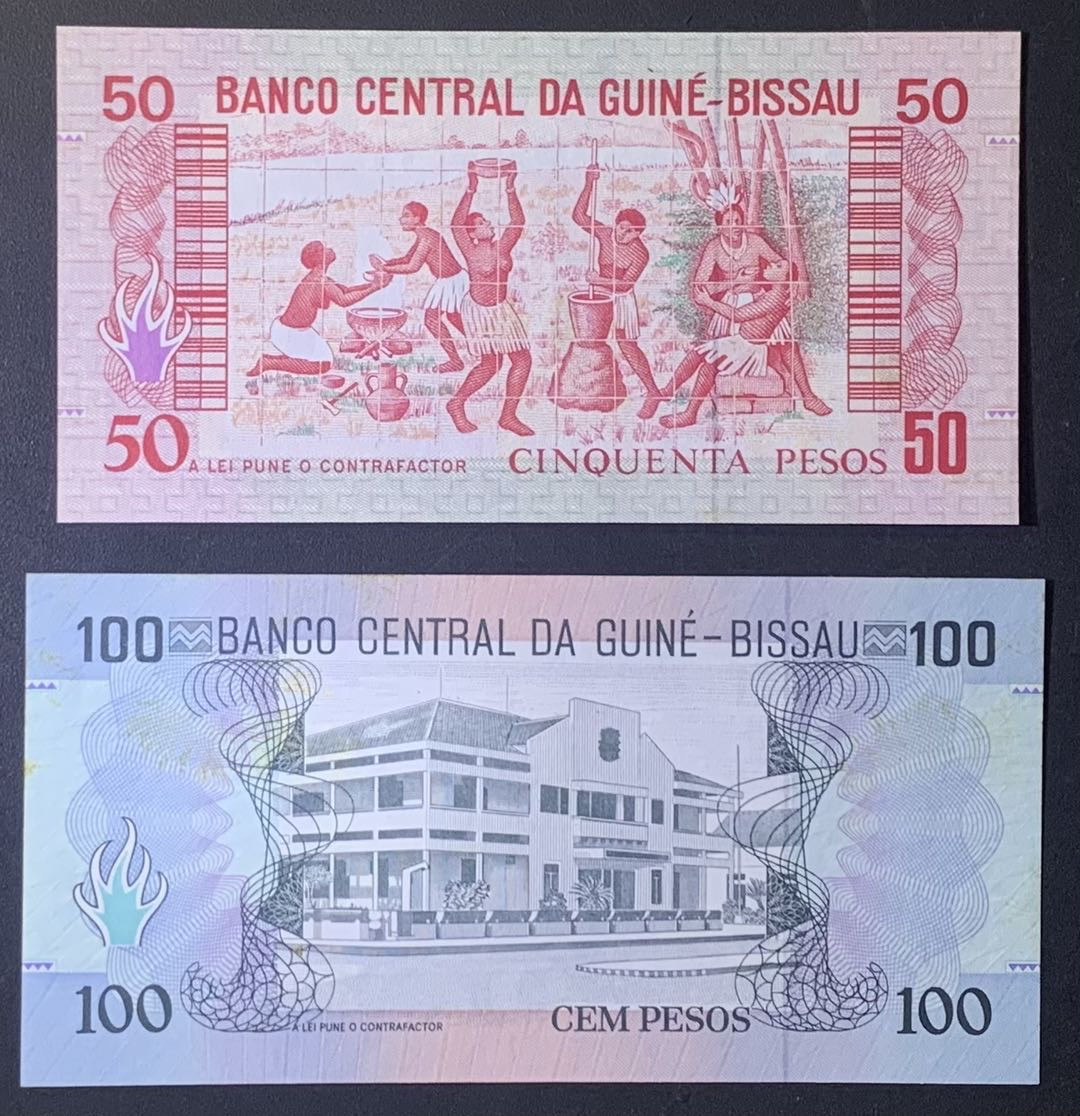 50 BANCO CENTRAL DA GUINÉ-BISSAU 50
50 A LEI PUNE O CONTRAFACTOR CINQUENTA PESOS 50
100 BANCO CENTRAL DA GUINÉ-BISSAU 100
100 A LEI PUNE O CONTRAFACTOR CEM PESOS 100